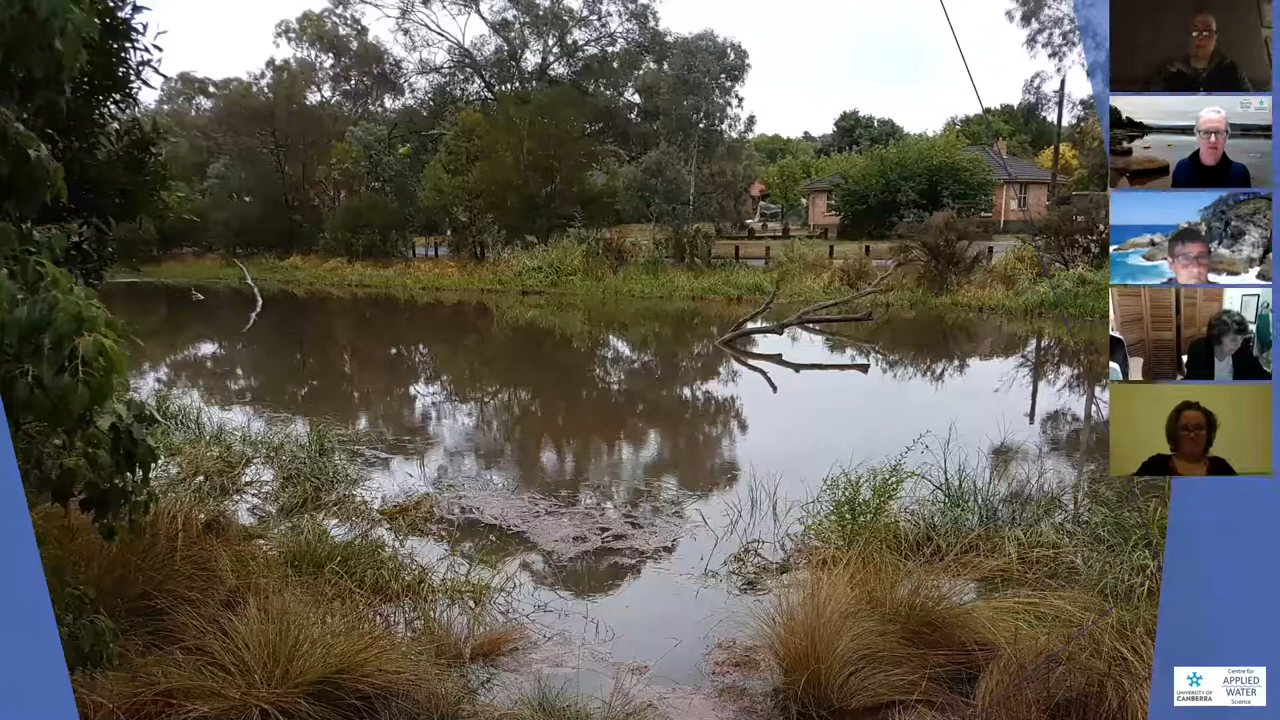 UNIVERSITY OF
CANBERRA
Centre for
APPLIED
WATER
Science